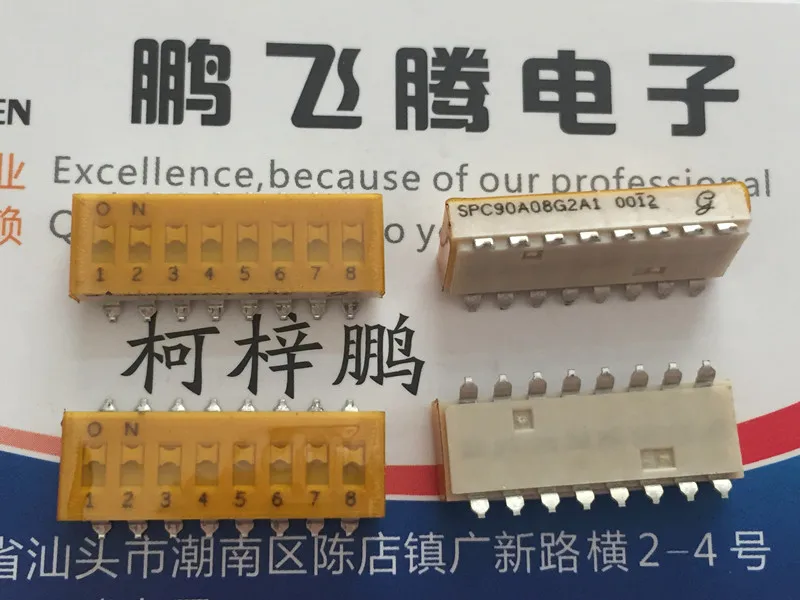 鹏飞腾电子
EN
业 Excellence,because of our professional
赖 Q o y
SPC90A08G2A1 0012
O N
1 2 3 4 5 6 7 8
柯梓鹏
O N
1 2 3 4 5 6 7 8
省汕头市潮南区陈店镇广新路横2-4号